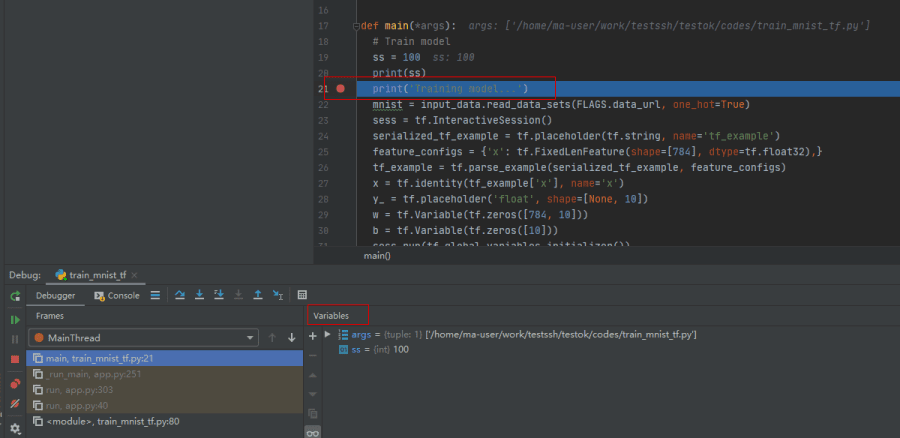 16
17 def main(*args):  args: ['/home/ma-user/work/testssh/testok/codes/train_mnist_tf.py']
18 # Train model
19 ss = 100  ss: 100
20 print(ss)
21 print('Training model...')
22 mnist = input_data.read_data_sets(FLAGS.data_url, one_hot=True)
23 sess = tf.InteractiveSession()
24 serialized_tf_example = tf.placeholder(tf.string, name='tf_example')
25 feature_configs = {'x': tf.FixedLenFeature(shape=[784], dtype=tf.float32),}
26 tf_example = tf.parse_example(serialized_tf_example, feature_configs)
27 x = tf.identity(tf_example['x'], name='x')
28 y_ = tf.placeholder('float', shape=[None, 10])
29 w = tf.Variable(tf.zeros([784, 10]))
30 b = tf.Variable(tf.zeros([10]))
31 sess.run(tf.global_variables_initializer())
main()
Debug: train_mnist_tf
Debugger Console
Frames
Variables
MainThread
args = {tuple: 1} ['/home/ma-user/work/testssh/testok/codes/train_mnist_tf.py']
ss = {int} 100
main, train_mnist_tf.py:21
_run_main, app.py:251
run, app.py:303
run, app.py:40
<module>, train_mnist_tf.py:80